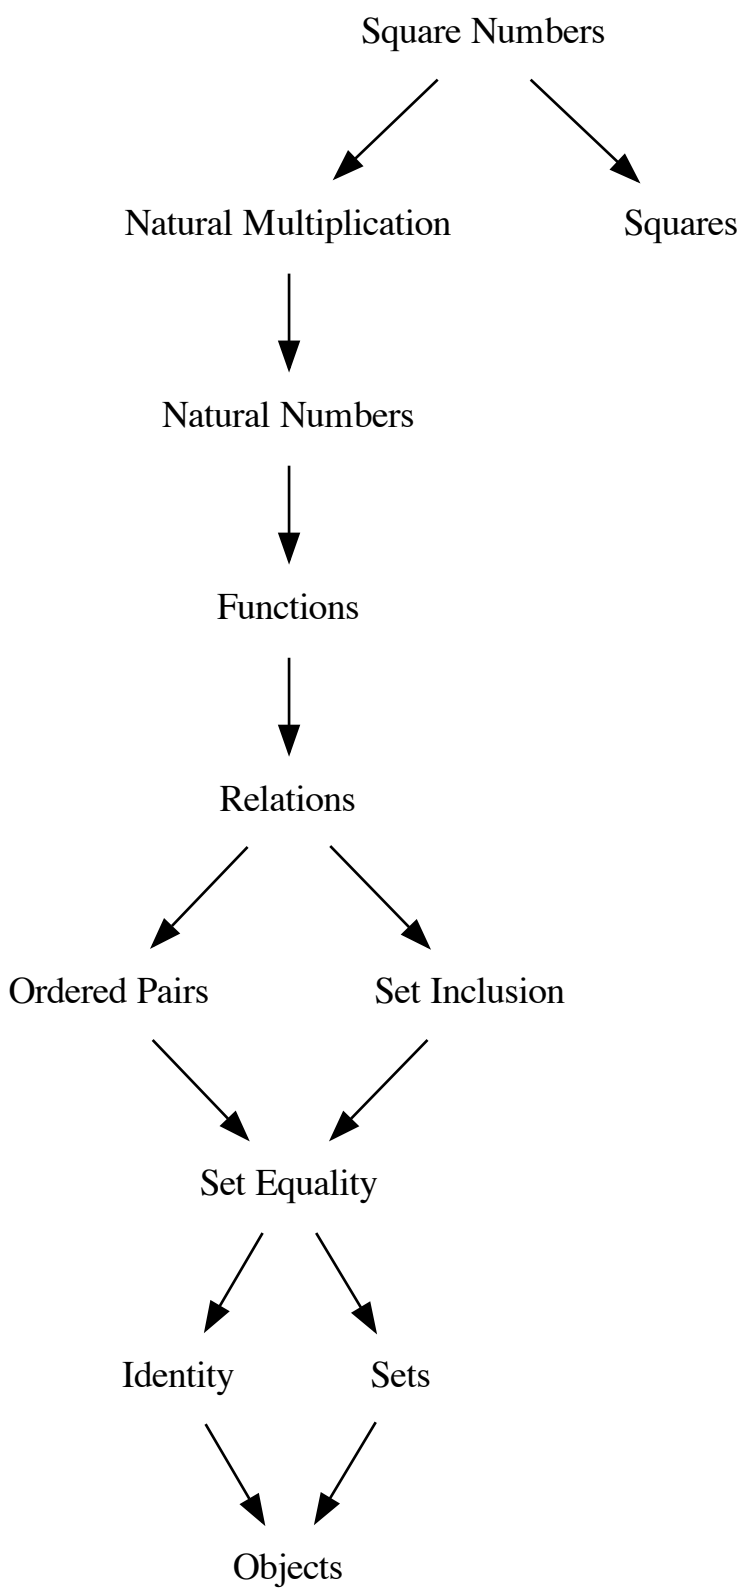 Square Numbers
Natural Multiplication
Squares
Natural Numbers
Functions
Relations
Ordered Pairs
Set Inclusion
Set Equality
Identity
Sets
Objects